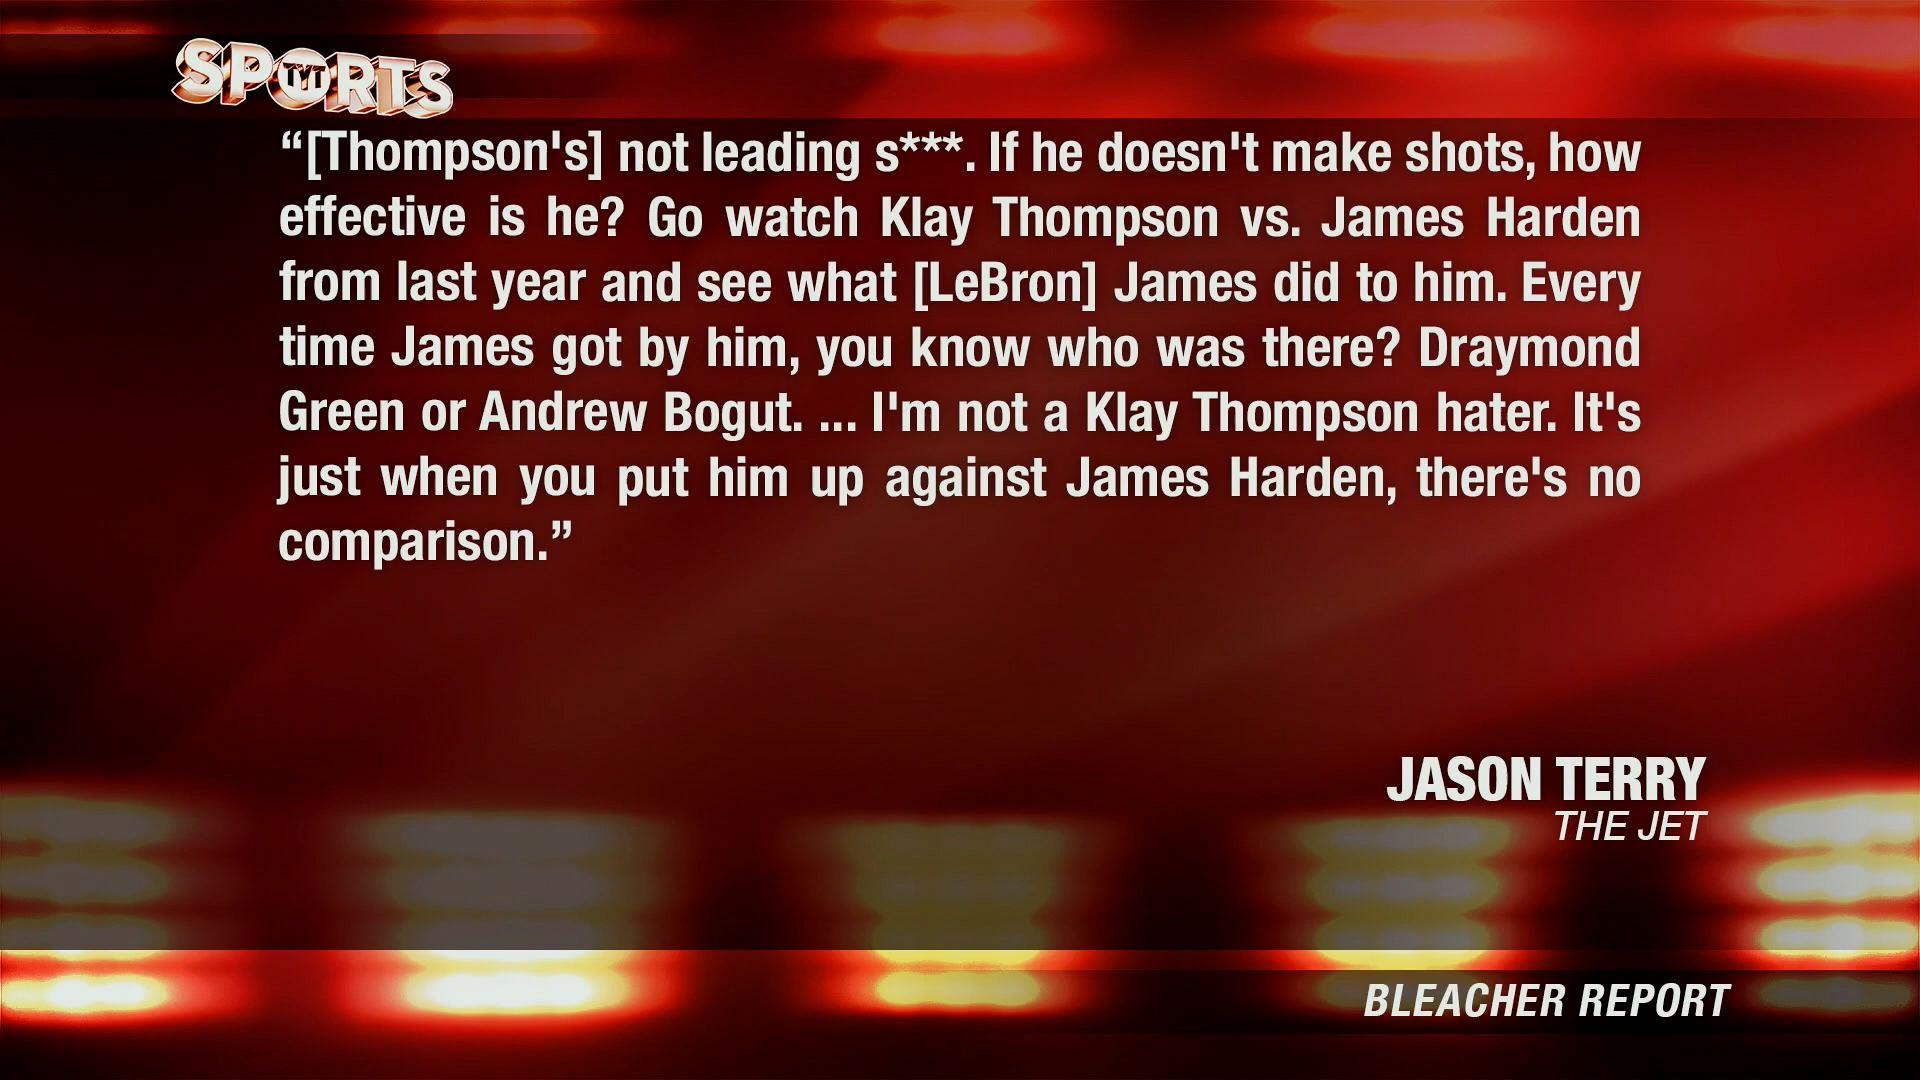 SPORTS
TYT
“[Thompson's] not leading s***. If he doesn't make shots, how
effective is he? Go watch Klay Thompson vs. James Harden
from last year and see what [LeBron] James did to him. Every
time James got by him, you know who was there? Draymond
Green or Andrew Bogut. ... I'm not a Klay Thompson hater. It's
just when you put him up against James Harden, there's no
comparison.”
JASON TERRY
THE JET
BLEACHER REPORT